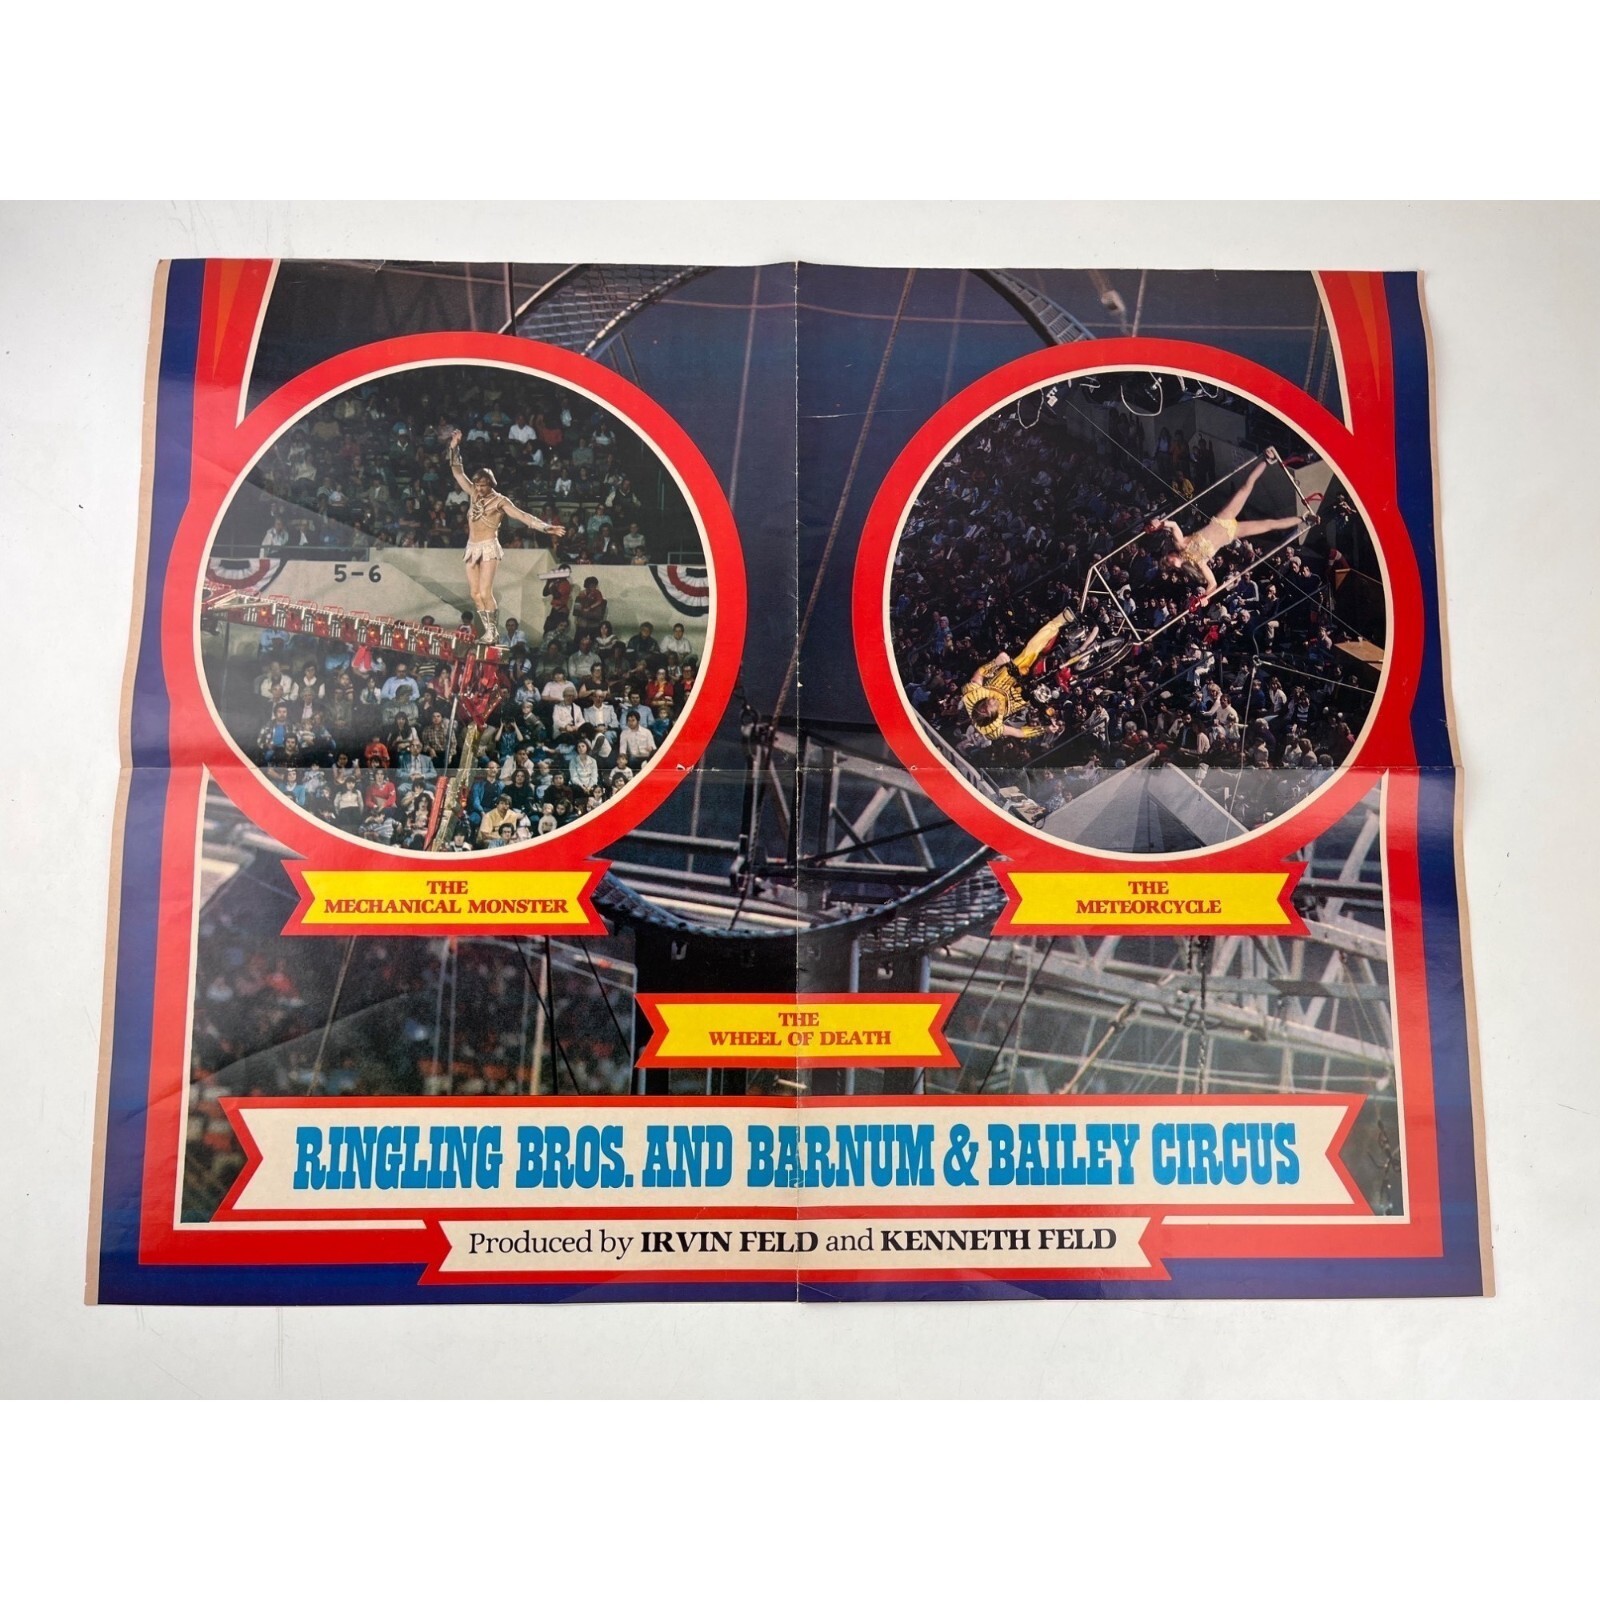 5-6
THE
MECHANICAL MONSTER
THE
METEORCYCLE
THE
WHEEL OF DEATH
RINGLING BROS. AND BARNUM & BAILEY CIRCUS
Produced by IRVIN FELD and KENNETH FELD